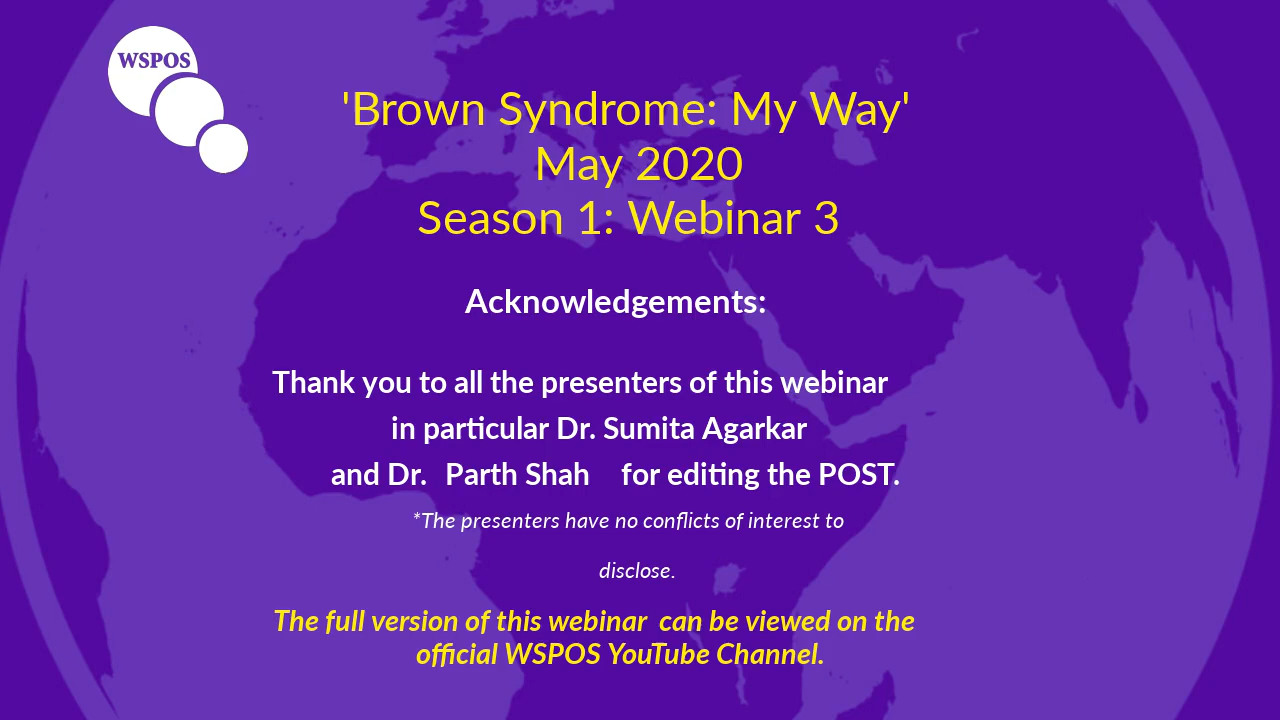 WSPOS
'Brown Syndrome: My Way'
May 2020
Season 1: Webinar 3
Acknowledgements:
Thank you to all the presenters of this webinar
in particular Dr. Sumita Agarkar
and Dr. Parth Shah for editing the POST.
*The presenters have no conflicts of interest to
disclose.
The full version of this webinar can be viewed on the
official WSPOS YouTube Channel.